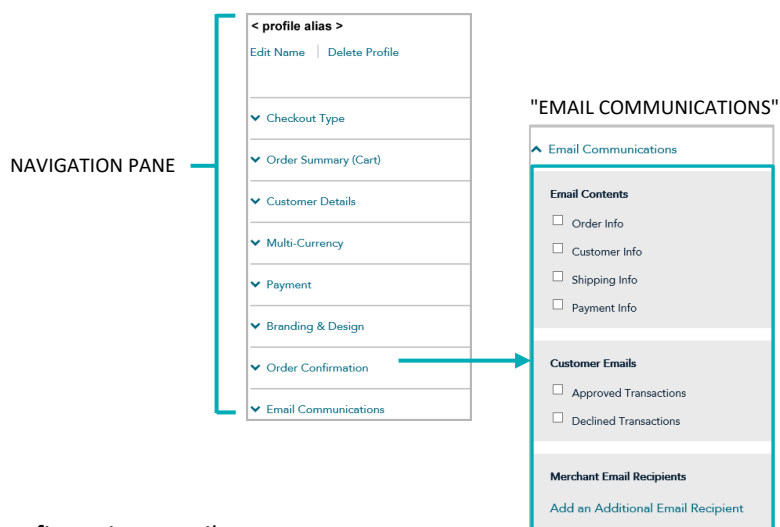 < profile alias >
Edit Name | Delete Profile
NAVIGATION PANE
Checkout Type
Order Summary (Cart)
Customer Details
Multi-Currency
Payment
Branding & Design
Order Confirmation
Email Communications
"EMAIL COMMUNICATIONS"
Email Communications
Email Contents
Order Info
Customer Info
Shipping Info
Payment Info
Customer Emails
Approved Transactions
Declined Transactions
Merchant Email Recipients
Add an Additional Email Recipient